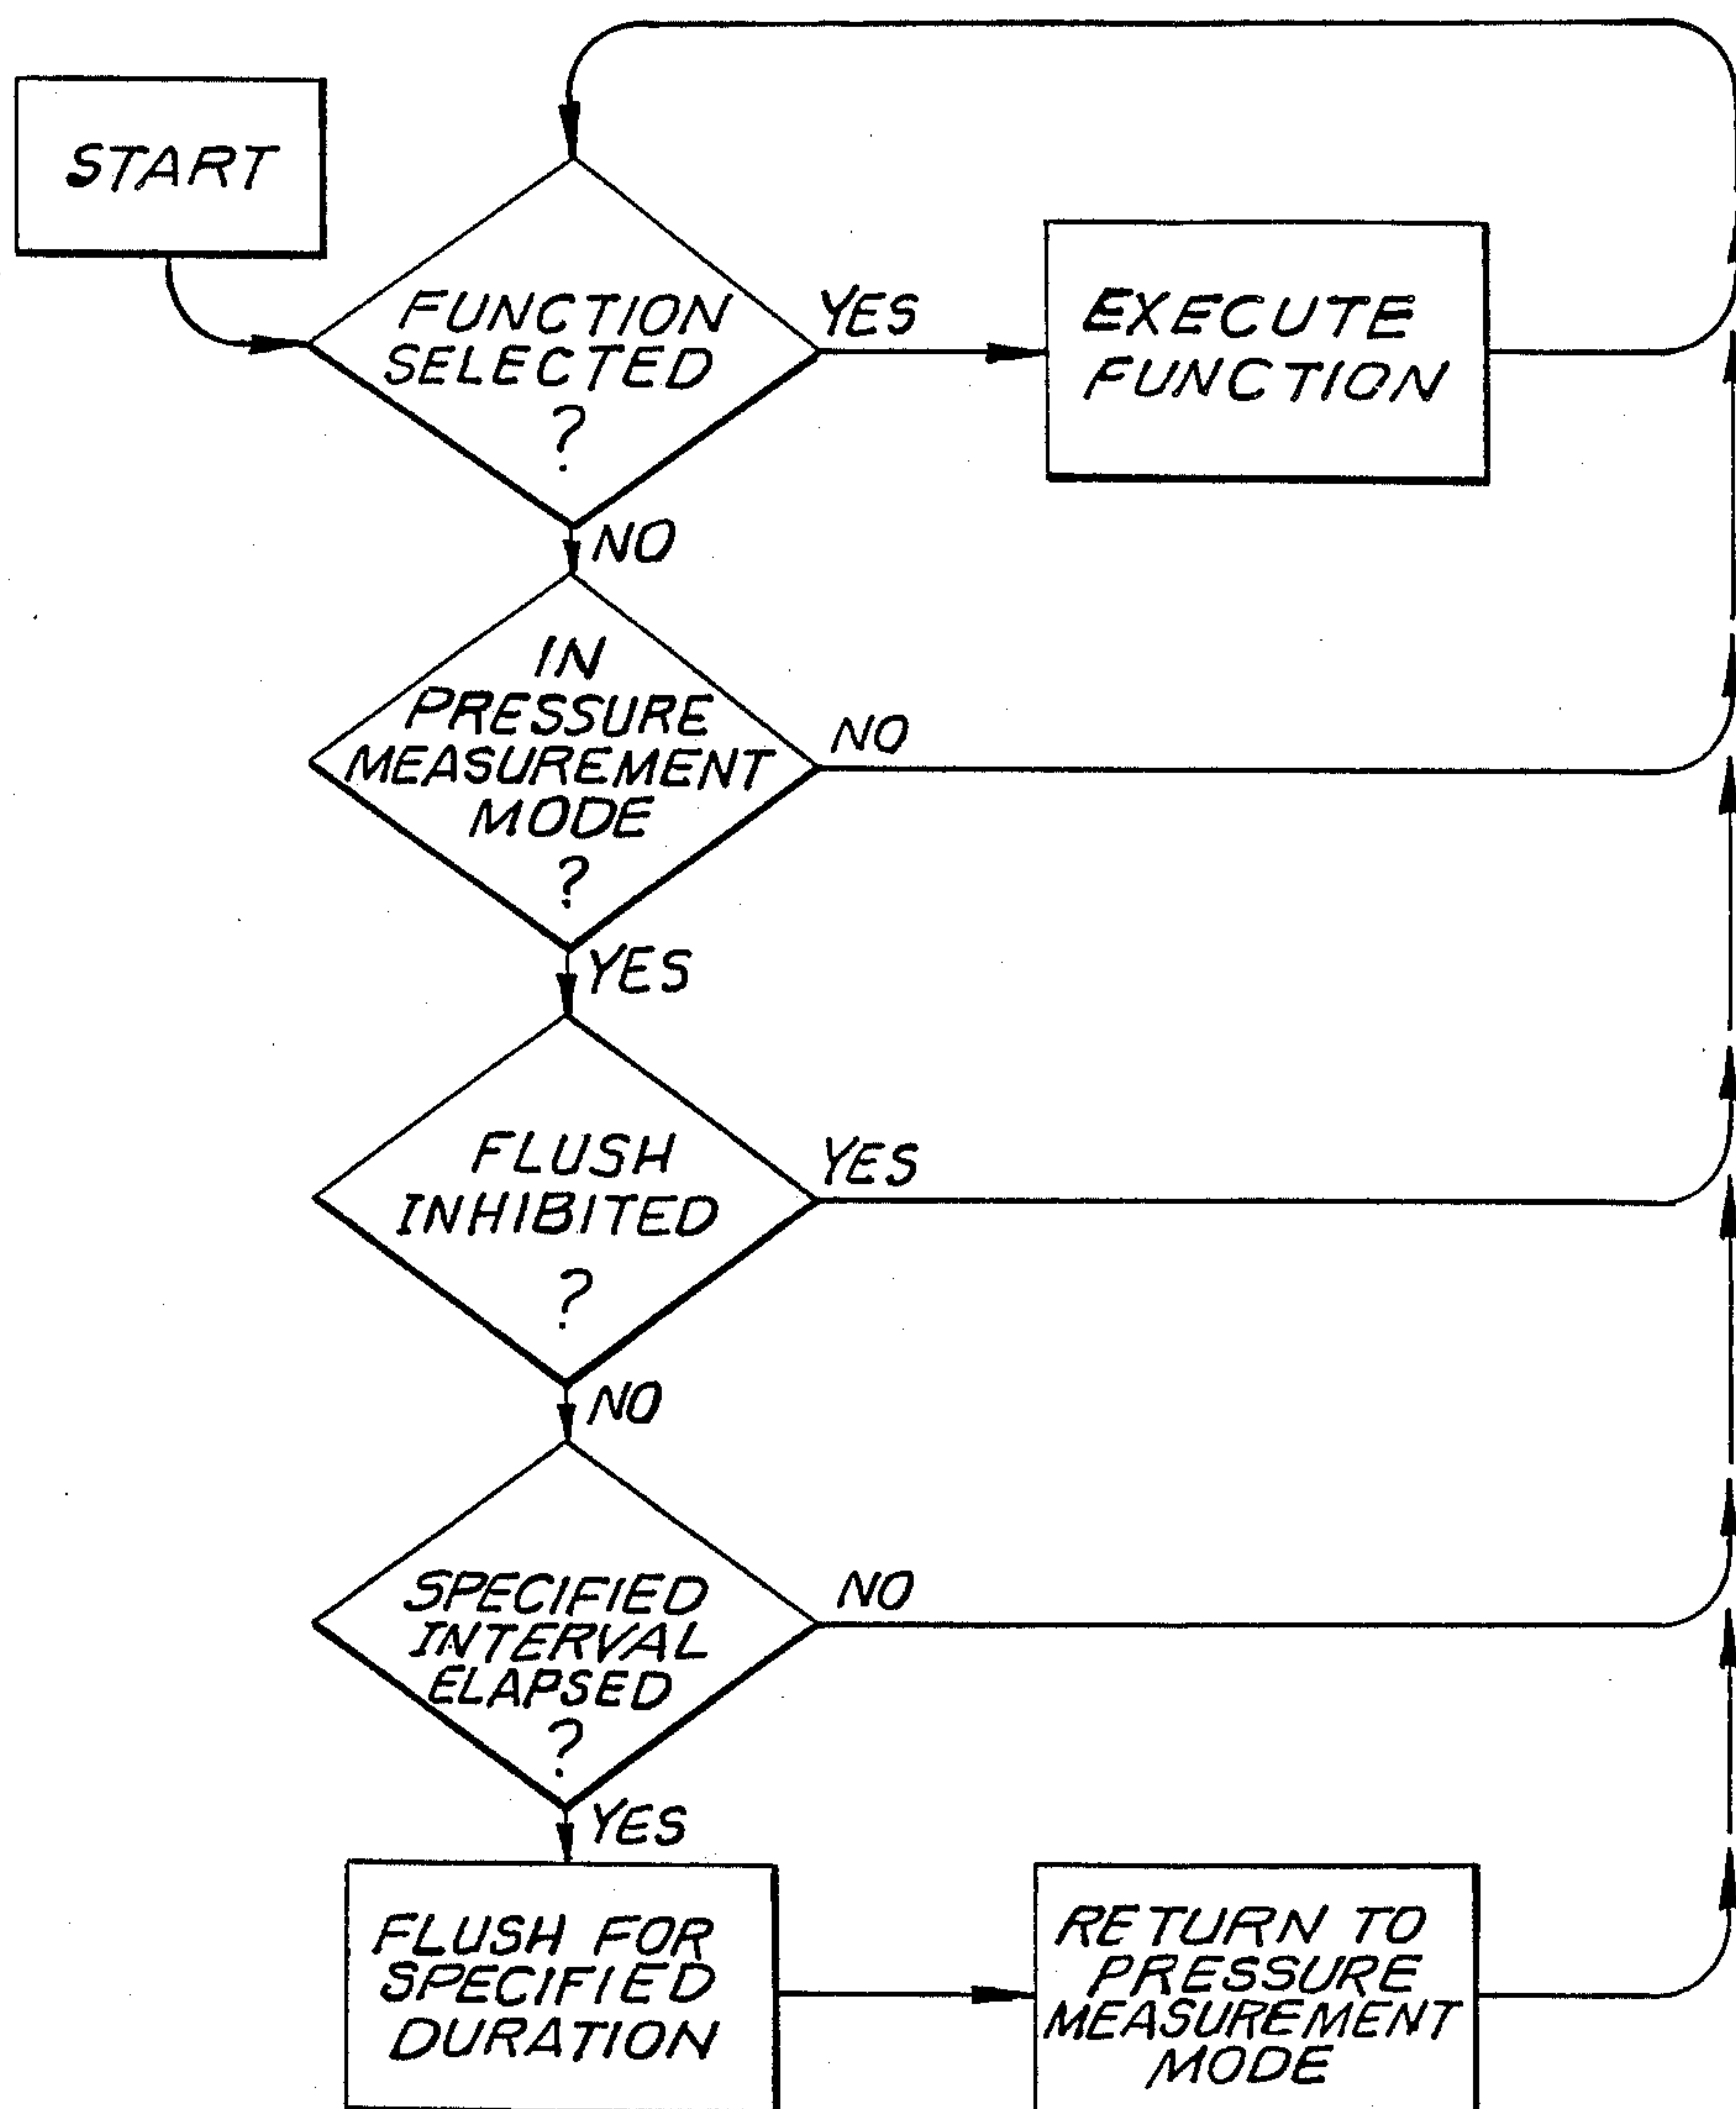 START
FUNCTION
SELECTED
?
YES
EXECUTE
FUNCTION
NO
IN
PRESSURE
MEASUREMENT
MODE
?
NO
YES
FLUSH
INHIBITED
?
YES
NO
SPECIFIED
INTERVAL
ELAPSED
?
NO
YES
FLUSH FOR
SPECIFIED
DURATION
RETURN TO
PRESSURE
MEASUREMENT
MODE